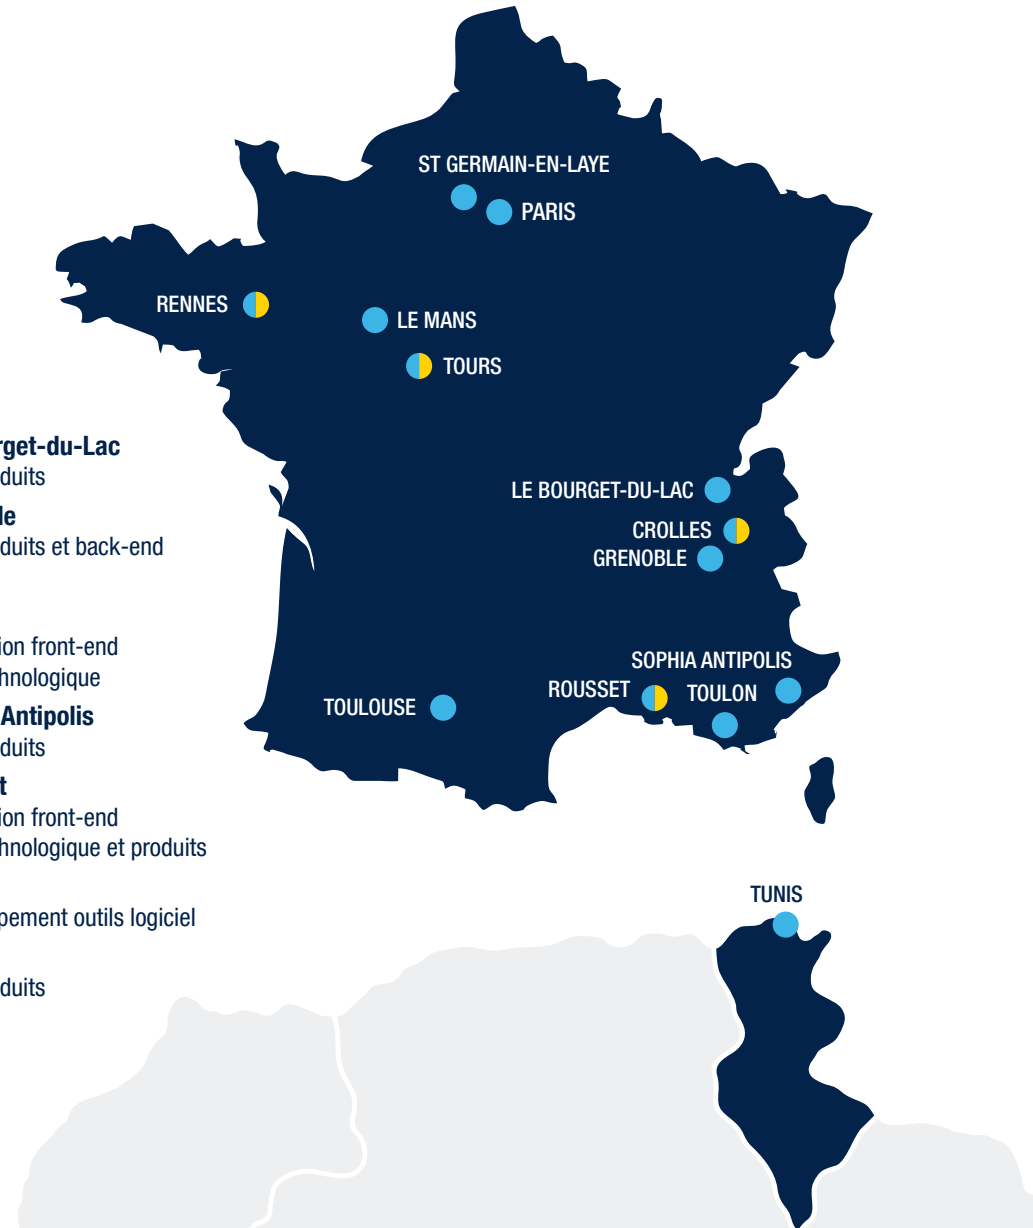 ST GERMAIN-EN-LAYE
PARIS
RENNES
LE MANS
TOURS
LE BOURGET-DU-LAC
CROLLES
GRENOBLE
SOPHIA ANTIPOLIS
ROUSSET
TOULON
TOULOUSE
TUNIS
rget-du-Lac
duits
le
duits et back-end
ion front-end
hnologique
Antipolis
duits
t
ion front-end
hnologique et produits
pement outils logiciel
duits